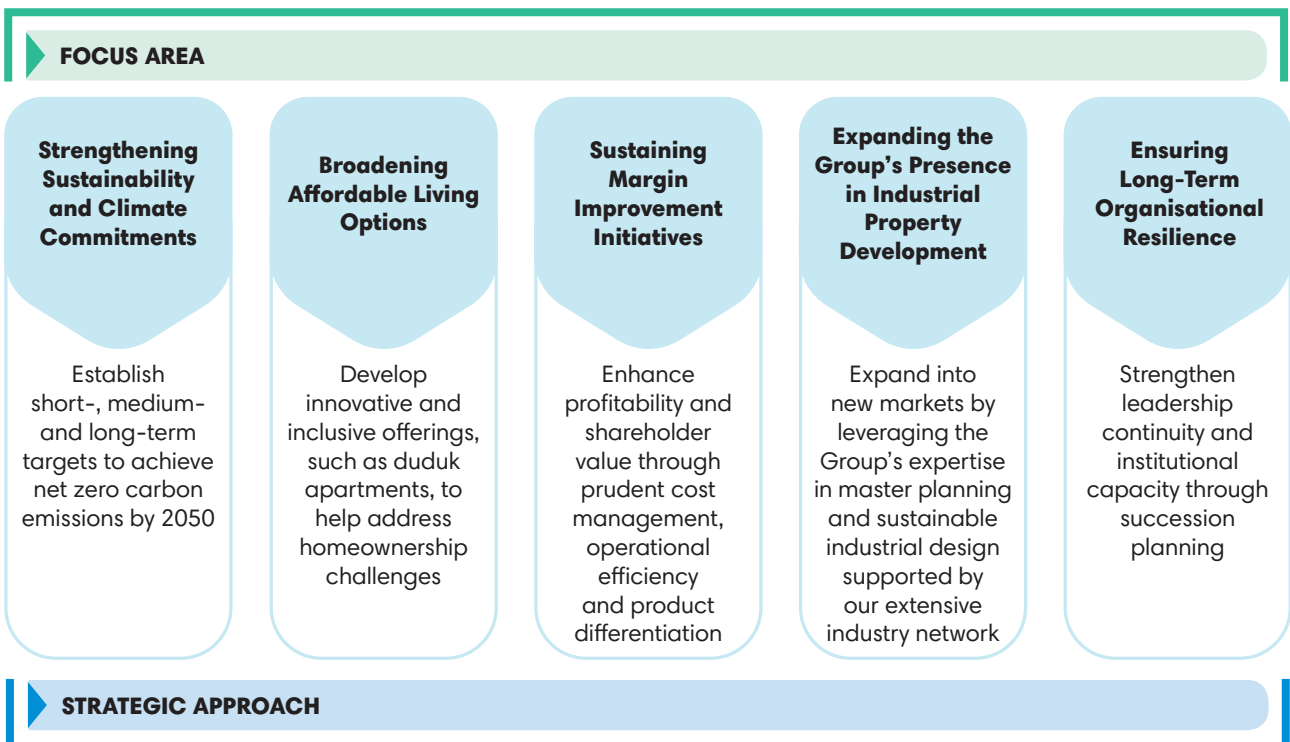 FOCUS AREA
Strengthening
Sustainability
and Climate
Commitments
Establish
short-, medium-
and long-term
targets to achieve
net zero carbon
emissions by 2050
Broadening
Affordable Living
Options
Develop
innovative and
inclusive offerings,
such as duduk
apartments, to
help address
homeownership
challenges
Sustaining
Margin
Improvement
Initiatives
Enhance
profitability and
shareholder
value through
prudent cost
management,
operational
efficiency
and product
differentiation
Expanding the
Group's Presence
in Industrial
Property
Development
Expand into
new markets by
leveraging the
Group's expertise
in master planning
and sustainable
industrial design
supported by
our extensive
industry network
Ensuring
Long-Term
Organisational
Resilience
Strengthen
leadership
continuity and
institutional
capacity through
succession
planning
STRATEGIC APPROACH